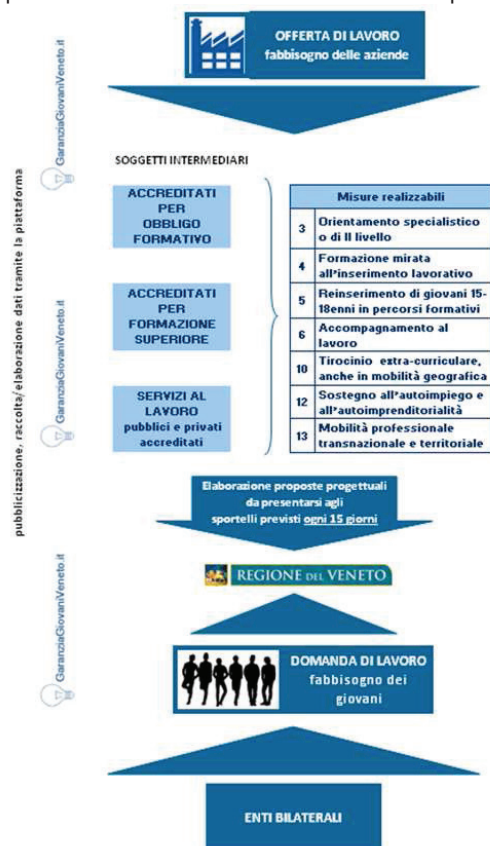 OFFERTA DI LAVORO
fabbisogno delle aziende
GaranziaGiovaniVeneto.it
pubblicizzazione, raccolta/elaborazione dati tramite la piattaforma
SOGGETTI INTERMEDIARI
ACCREDITATI
PER
OBBLIGO
FORMATIVO
ACCREDITATI
PER
FORMAZIONE
SUPERIORE
SERVIZI AL
LAVORO
pubblici e privati
accreditati
GaranziaGiovaniVeneto.it
Misure realizzabili
3 Orientamento specialistico
o di II livello
4 Formazione mirata
all'inserimento lavorativo
5 Reinserimento di giovani 15-
18enni in percorsi formativi
6 Accompagnamento al
lavoro
10 Tirocinio extra-curriculare,
anche in mobilità geografica
12 Sostegno all'autoimpiego e
all'autoimprenditorialità
13 Mobilità professionale
transnazionale e territoriale
Elaborazione proposte progettuali
da presentarsi agli
sportelli previsti ogni 15 giorni
REGIONE DEL VENETO
GaranziaGiovaniVeneto.it
DOMANDA DI LAVORO
fabbisogno dei
giovani
ENTI BILATERALI